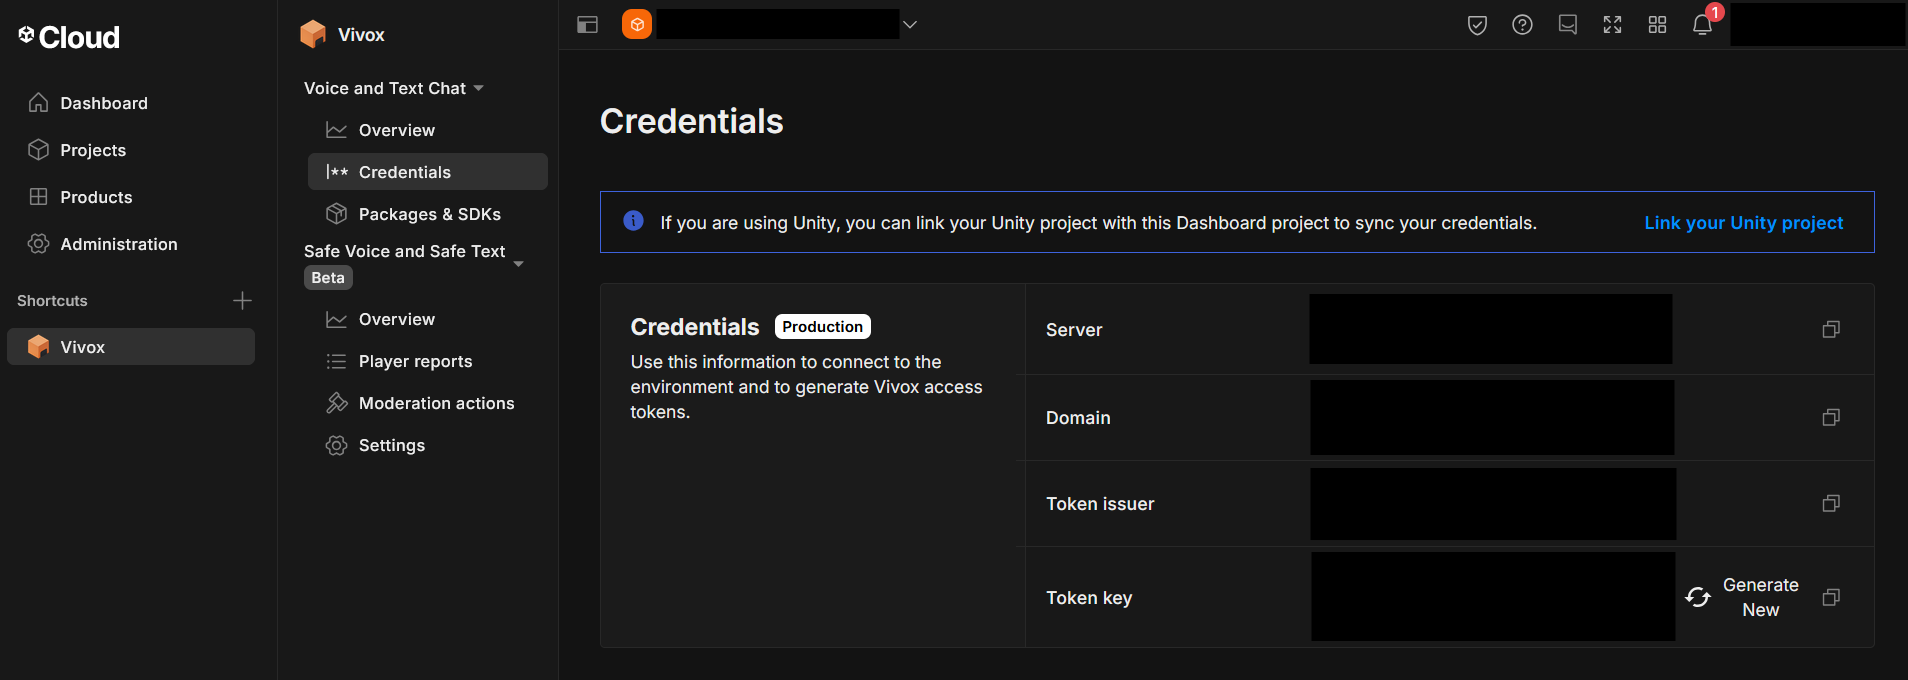 Cloud
Dashboard
Projects
Products
Administration
Shortcuts
Vivox
Vivox
Voice and Text Chat
Overview
|** Credentials
Packages & SDKs
Safe Voice and Safe Text
Beta
Overview
Player reports
Moderation actions
Settings
1
Credentials
If you are using Unity, you can link your Unity project with this Dashboard project to sync your credentials.
Link your Unity project
Credentials Production
Use this information to connect to the
environment and to generate Vivox access
tokens.
Server
Domain
Token issuer
Token key
Generate
New